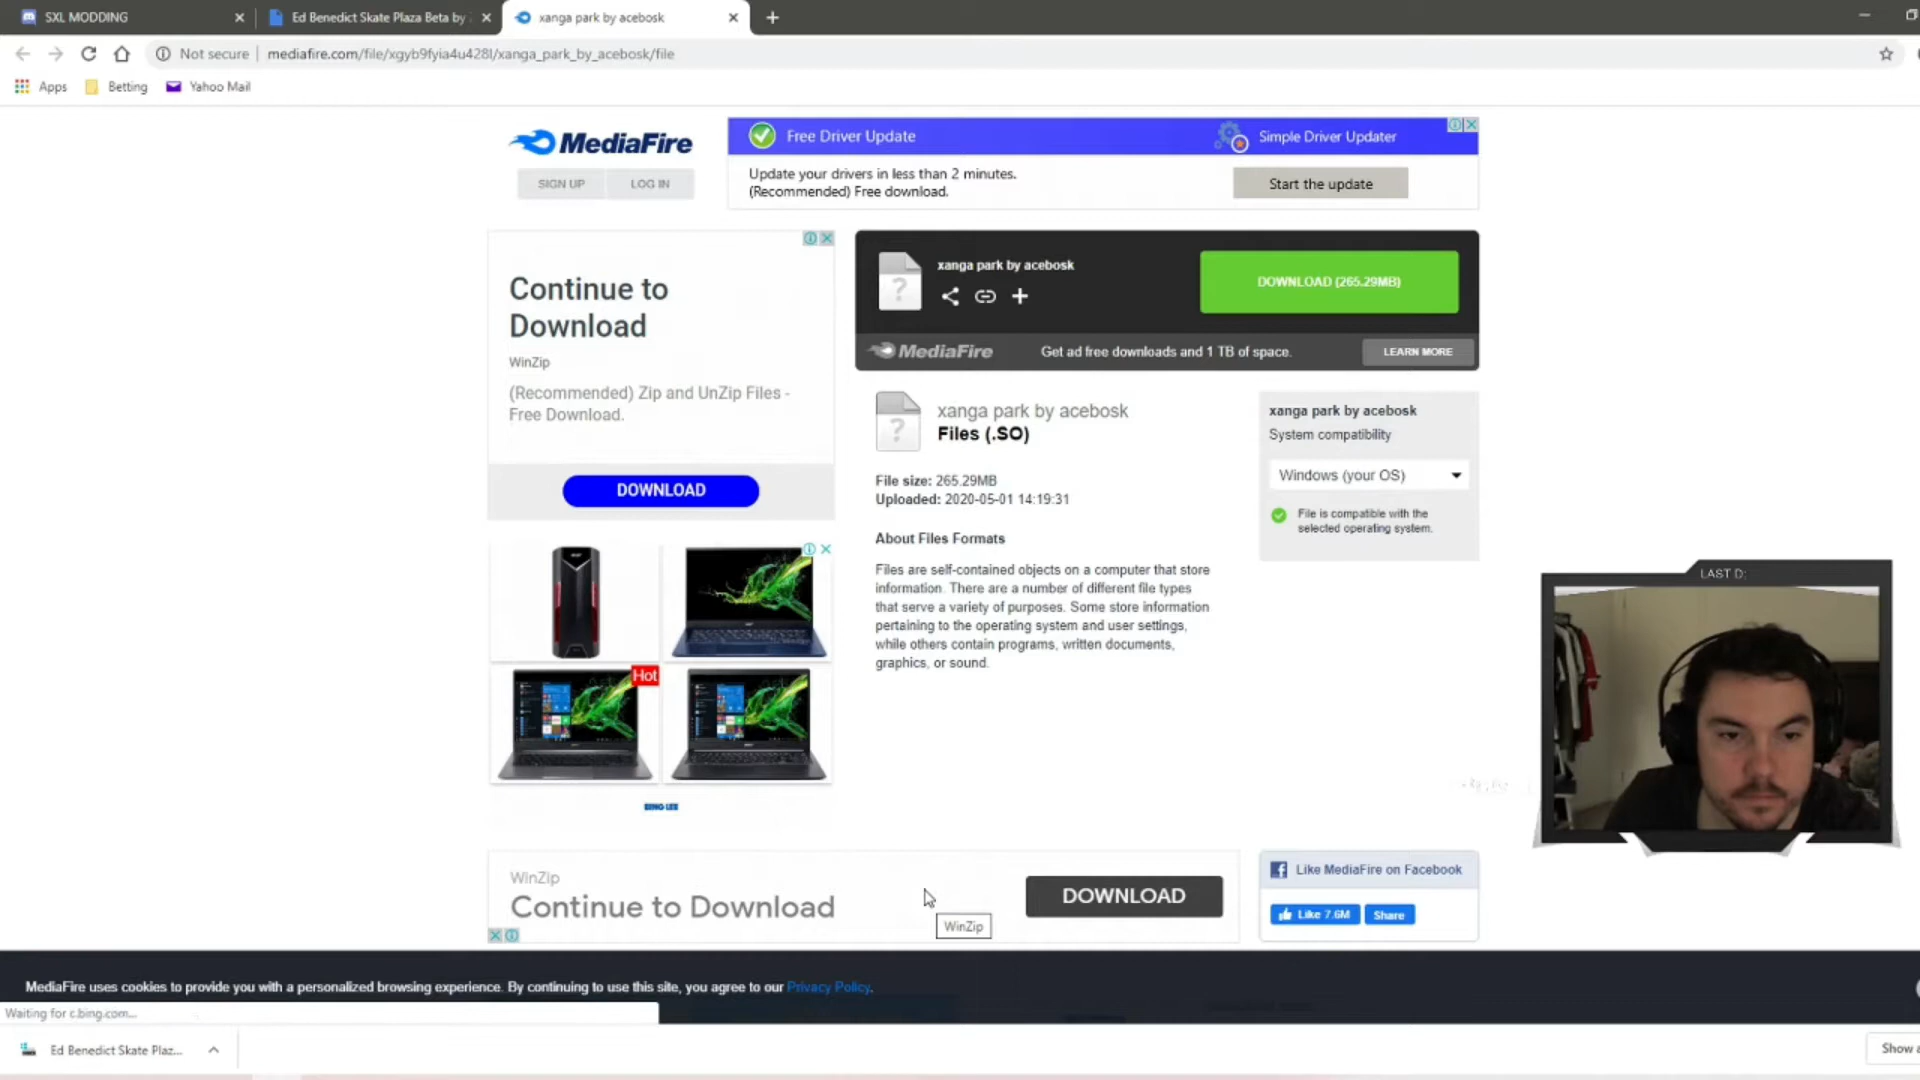 SXL MODDING
Ed Benedict Skate Plaza Beta by
xanga park by acebosk
Not secure
mediafire.com/file/xgyb9fyia4u428l/xanga_park_by_acebosk/file
Apps
Betting
Yahoo Mail
MediaFire
SIGN UP
LOG IN
Free Driver Update
Simple Driver Updater
Update your drivers in less than 2 minutes.
(Recommended) Free download.
Start the update
Continue to
Download
WinZip
(Recommended) Zip and UnZip Files -
Free Download.
DOWNLOAD
xanga park by acebosk
DOWNLOAD (265.29MB)
MediaFire
Get ad free downloads and 1 TB of space.
LEARN MORE
xanga park by acebosk
Files (.SO)
File size: 265.29MB
Uploaded: 2020-05-01 14:19:31
About Files Formats
Files are self-contained objects on a computer that store
information. There are a number of different file types
that serve a variety of purposes. Some store information
pertaining to the operating system and user settings,
while others contain programs, written documents,
graphics, or sound.
xanga park by acebosk
System compatibility
Windows (your OS)
File is compatible with the
selected operating system.
Hot
BING LEE
LAST D:
WinZip
Continue to Download
DOWNLOAD
WinZip
Like MediaFire on Facebook
Like 7.6M
Share
MediaFire uses cookies to provide you with a personalized browsing experience. By continuing to use this site, you agree to our Privacy Policy.
Waiting for c.bing.com...
Ed Benedict Skate Plaz...
Show a